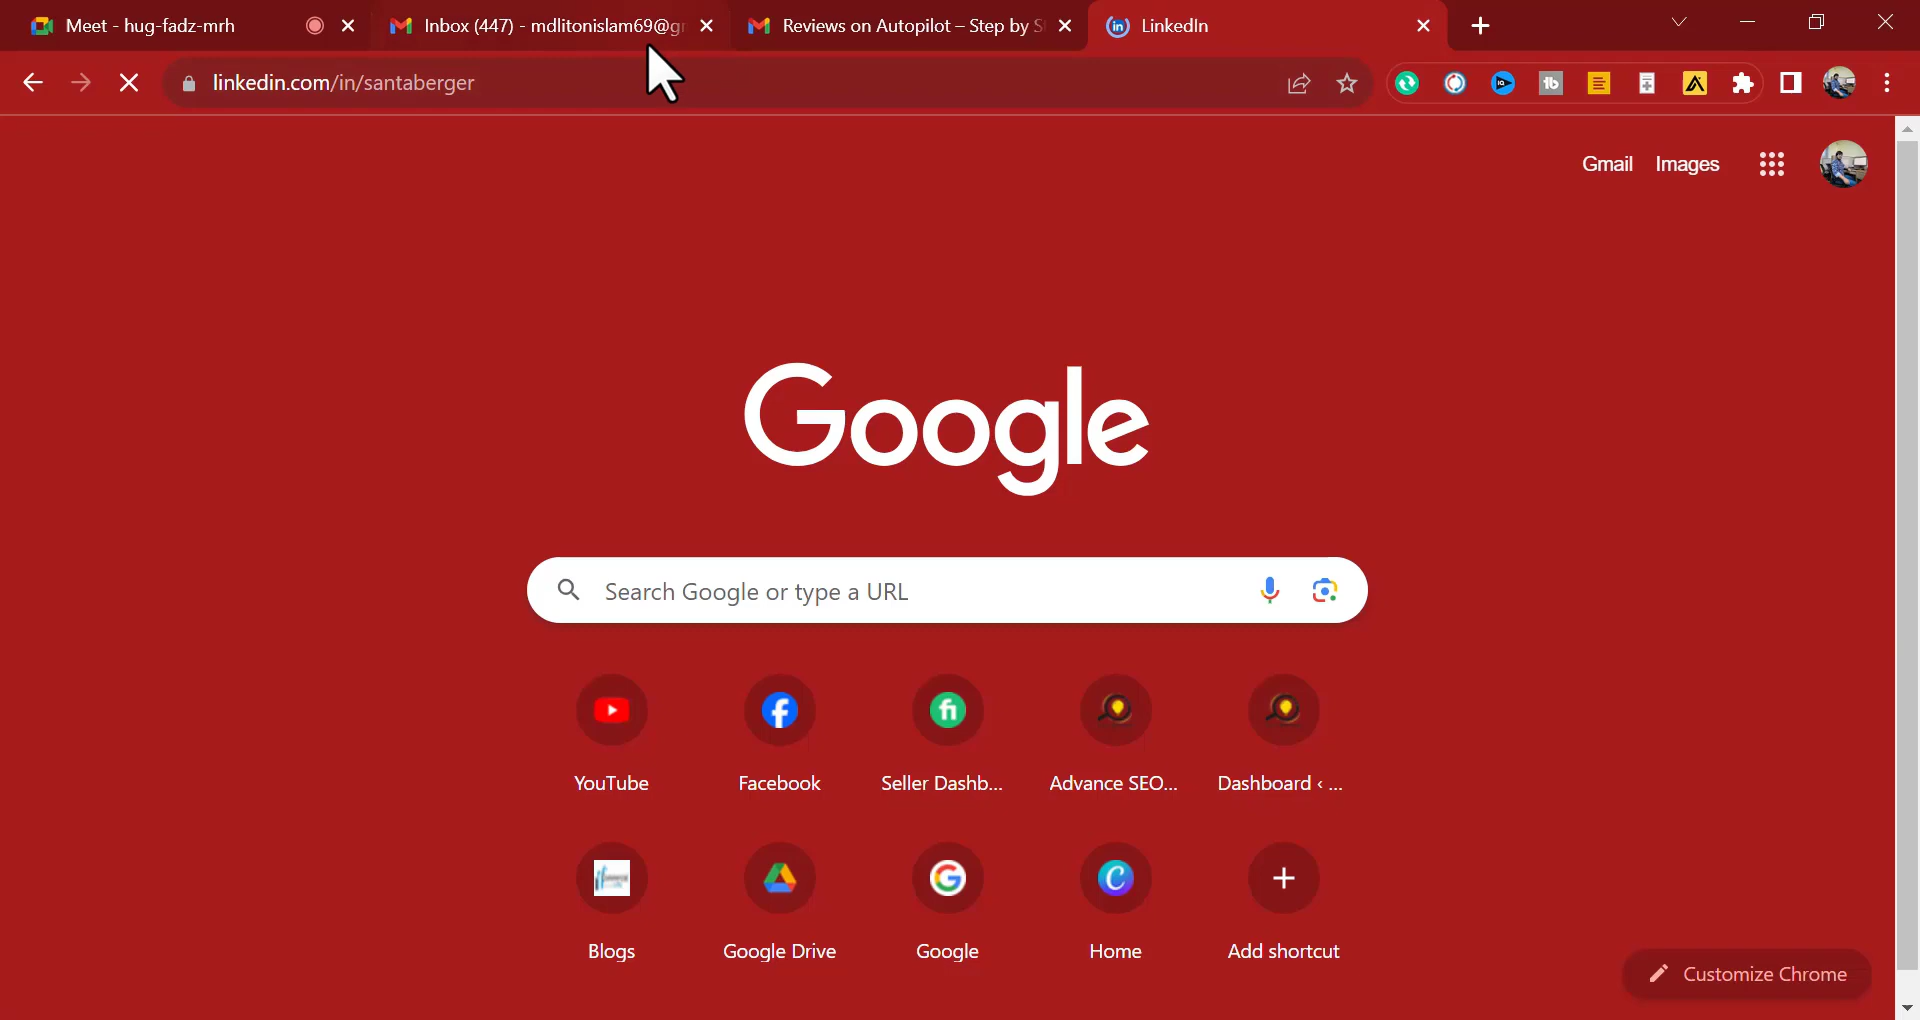 Meet - hug-fadz-mrh
Inbox (447) - mdlitonislam69@g
Reviews on Autopilot – Step by S
LinkedIn
linkedin.com/in/santaberger
Gmail Images
Google
Search Google or type a URL
YouTube Facebook Seller Dashb... Advance SEO... Dashboard ‹ ...
Blogs Google Drive Google Home Add shortcut
Customize Chrome